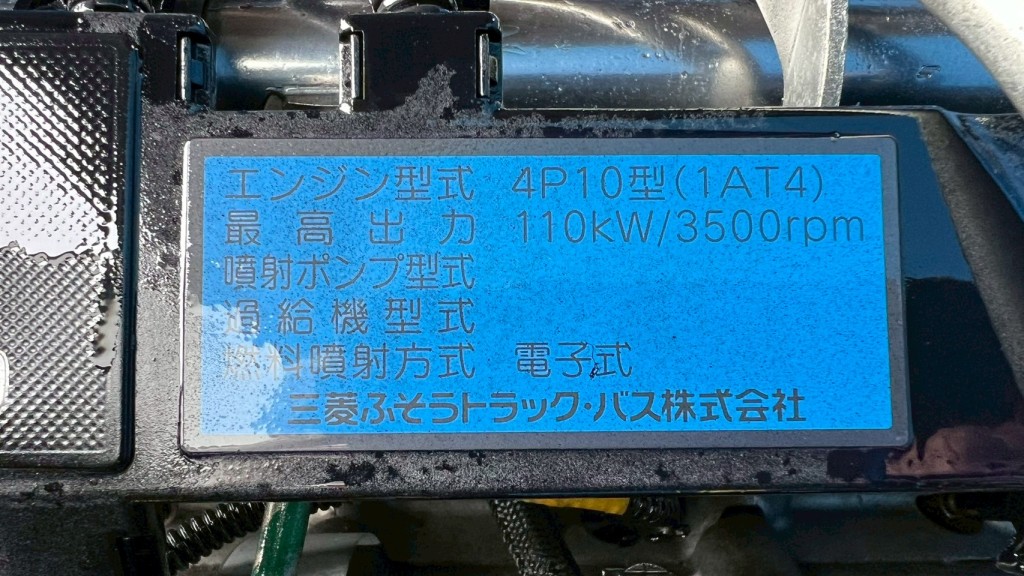 エンジン型式 4P10型(1AT4)
最高出力 110kW/3500rpm
噴射ポンプ型式
過給機型式
燃料噴射方式 電子式
三菱ふそうトラック・バス株式会社